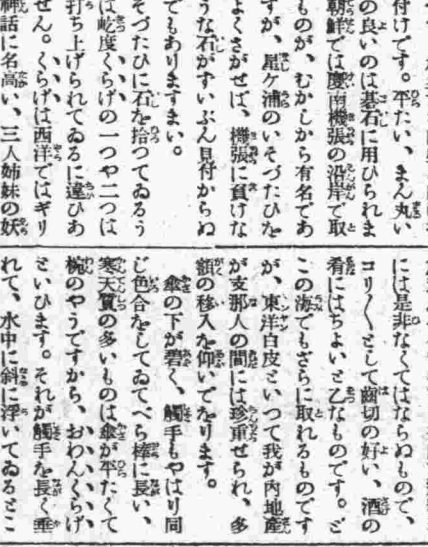 付けです。平たい、まん丸い
の良いのは碁石に用ひられま
朝鮮では慶南機張の沿岸で取
ものが、むかしから有名であ
すが、星ケ浦のいそづたひを
よくさがせば、機張に負けな
うな石がずいぶん見付からぬ
でもありますまい。
そづたひに石を拾つてゐるう
は屹度くらげの一つや二つは
打ち上げられてゐるに違ひあ
せん。くらげは西洋ではギリ
神話に名高い、三人姉妹の妖
には是非なくてはならぬもので、
コリ〳〵として齒切の好い、酒の
肴にはちよいと乙なものです。ど
この海でもざらに取れるものです
が、東洋白皮といつて我が内地產
が支那人の間には珍重せられ、多
額の移入を仰いでをります。
傘の下が碧く、觸手もやはり同
じ色合をしてゐてべら棒に長い、
寒天質の多いものは傘が平たくて
椀のやうですから、おわんくらげ
といひます。それが觸手を長く垂
れて、水中に斜に浮いてゐるとこ